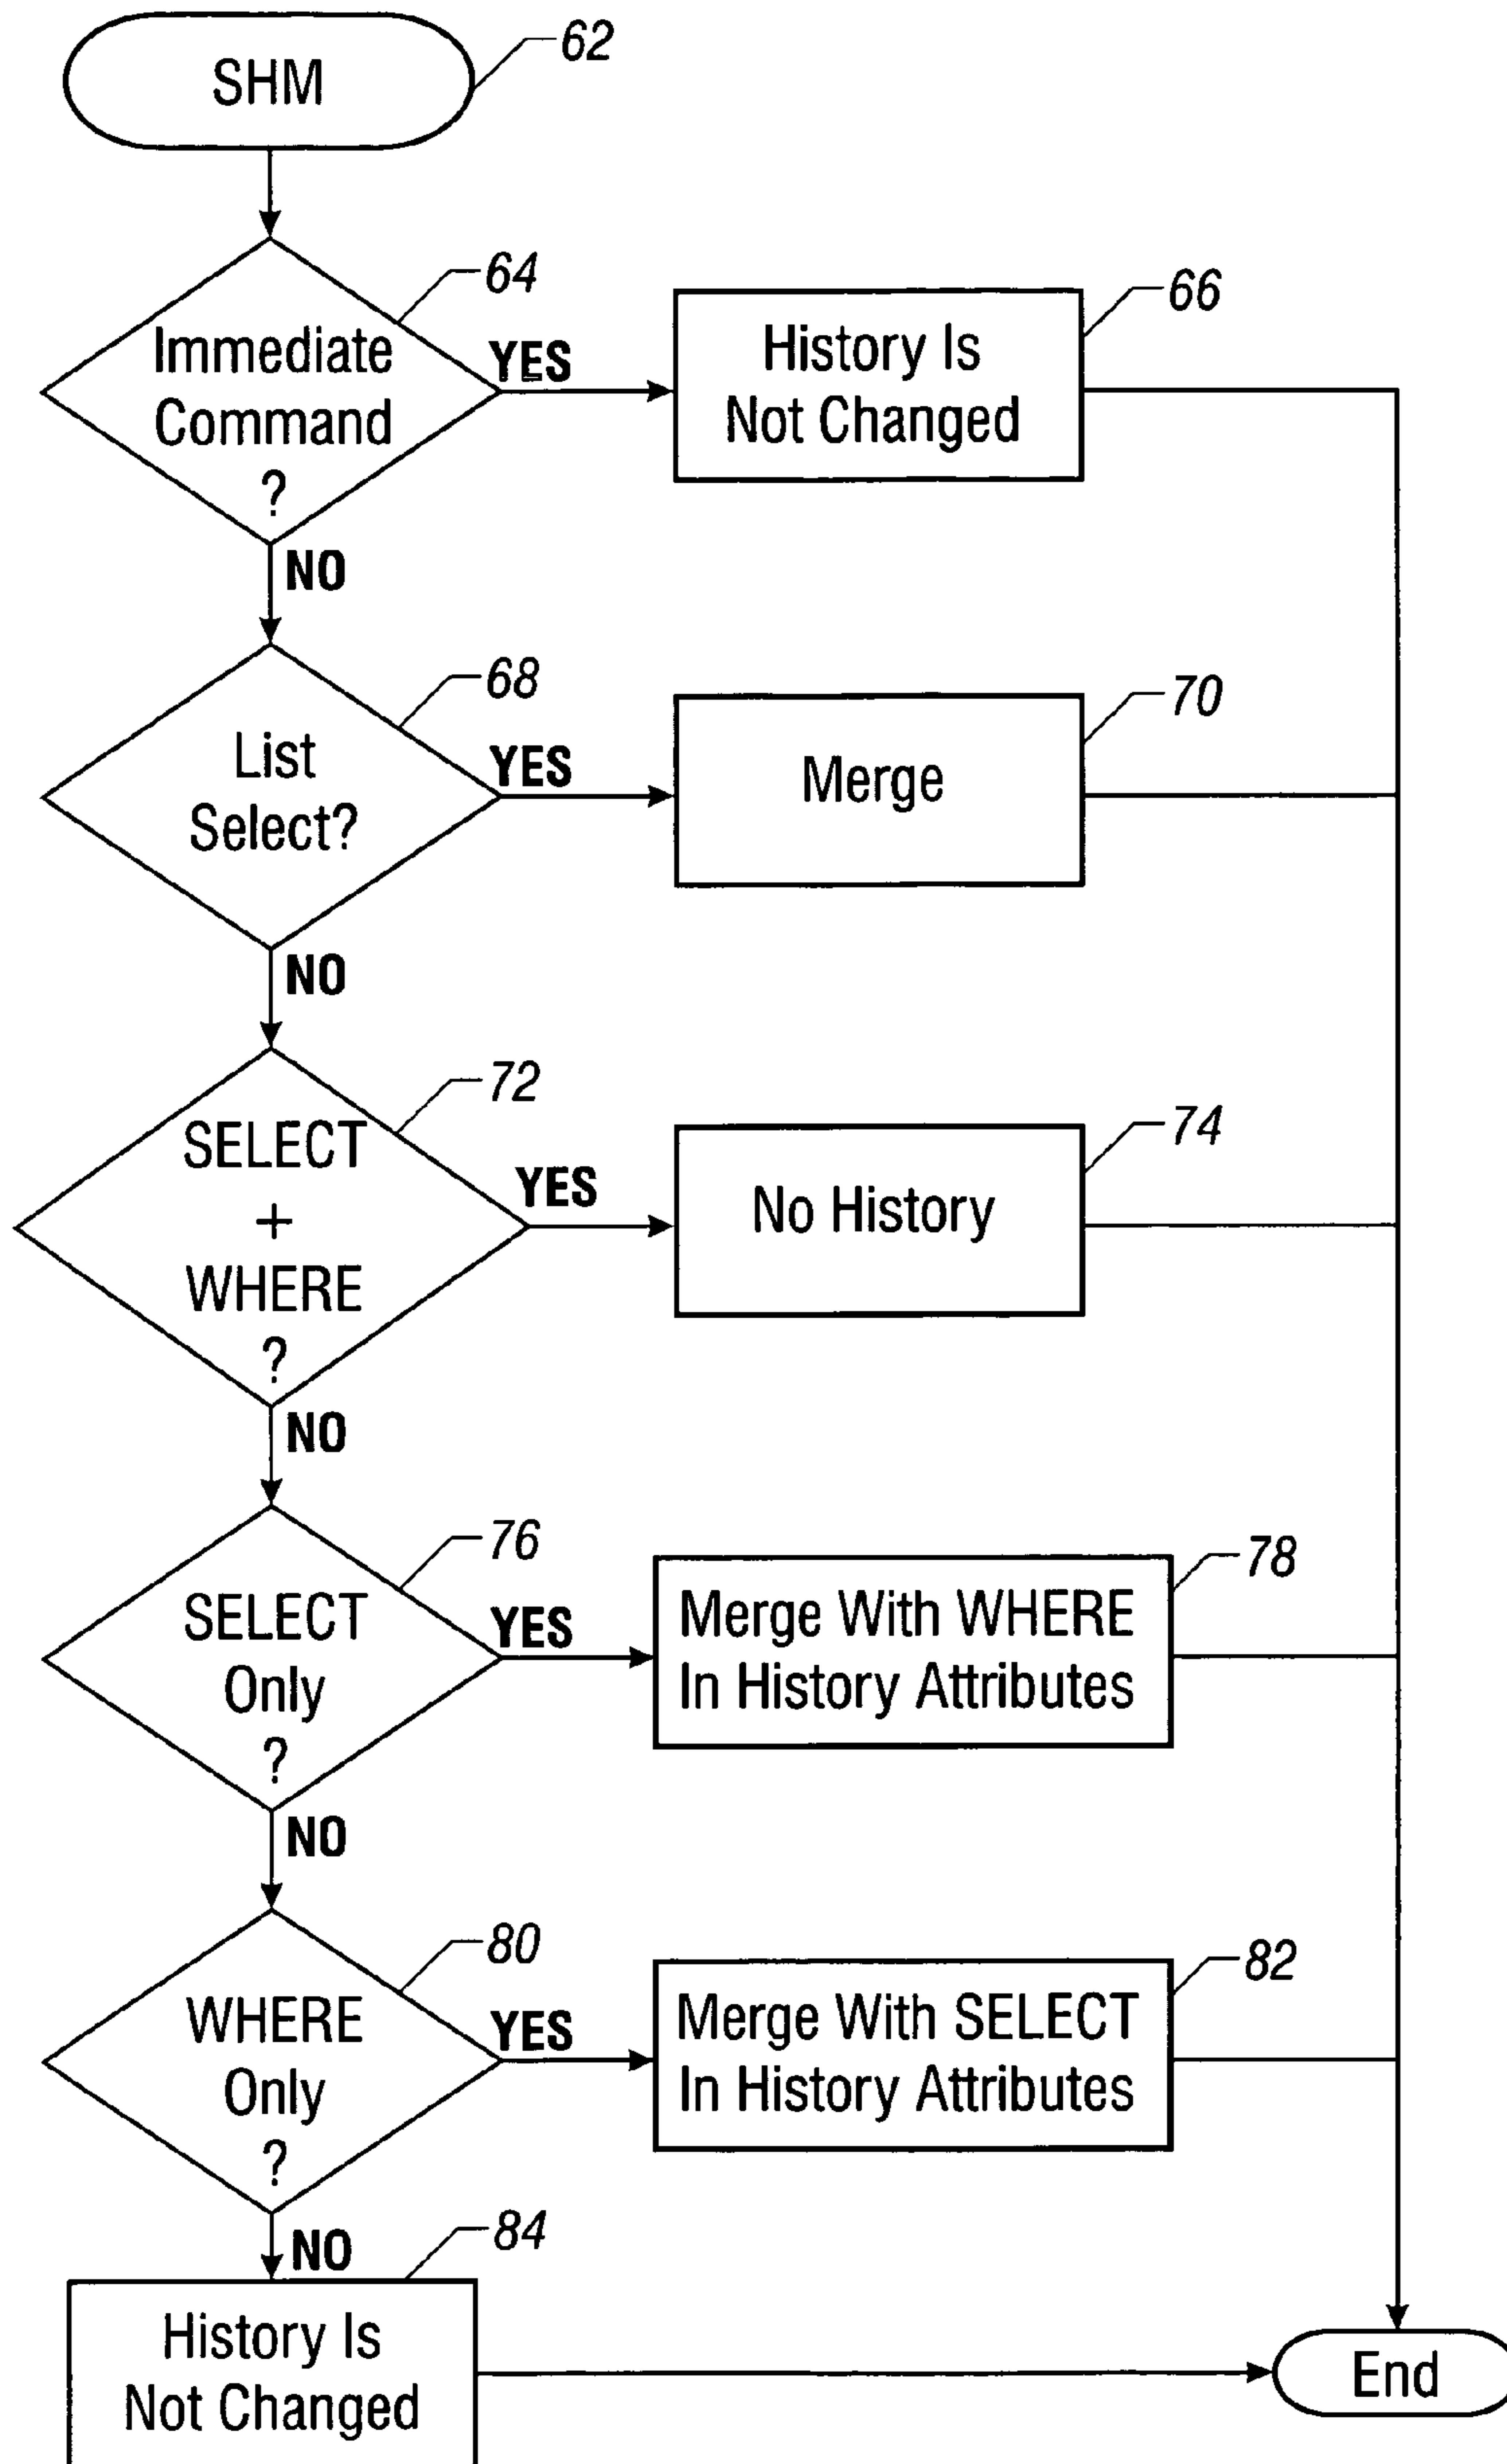 SHM
62
Immediate
Command
?
64
YES
History Is
Not Changed
66
NO
List
Select?
68
YES
Merge
70
NO
SELECT
+
WHERE
?
72
YES
No History
74
NO
SELECT
Only
?
76
YES
Merge With WHERE
In History Attributes
78
NO
WHERE
Only
?
80
YES
Merge With SELECT
In History Attributes
82
NO
84
History Is
Not Changed
End